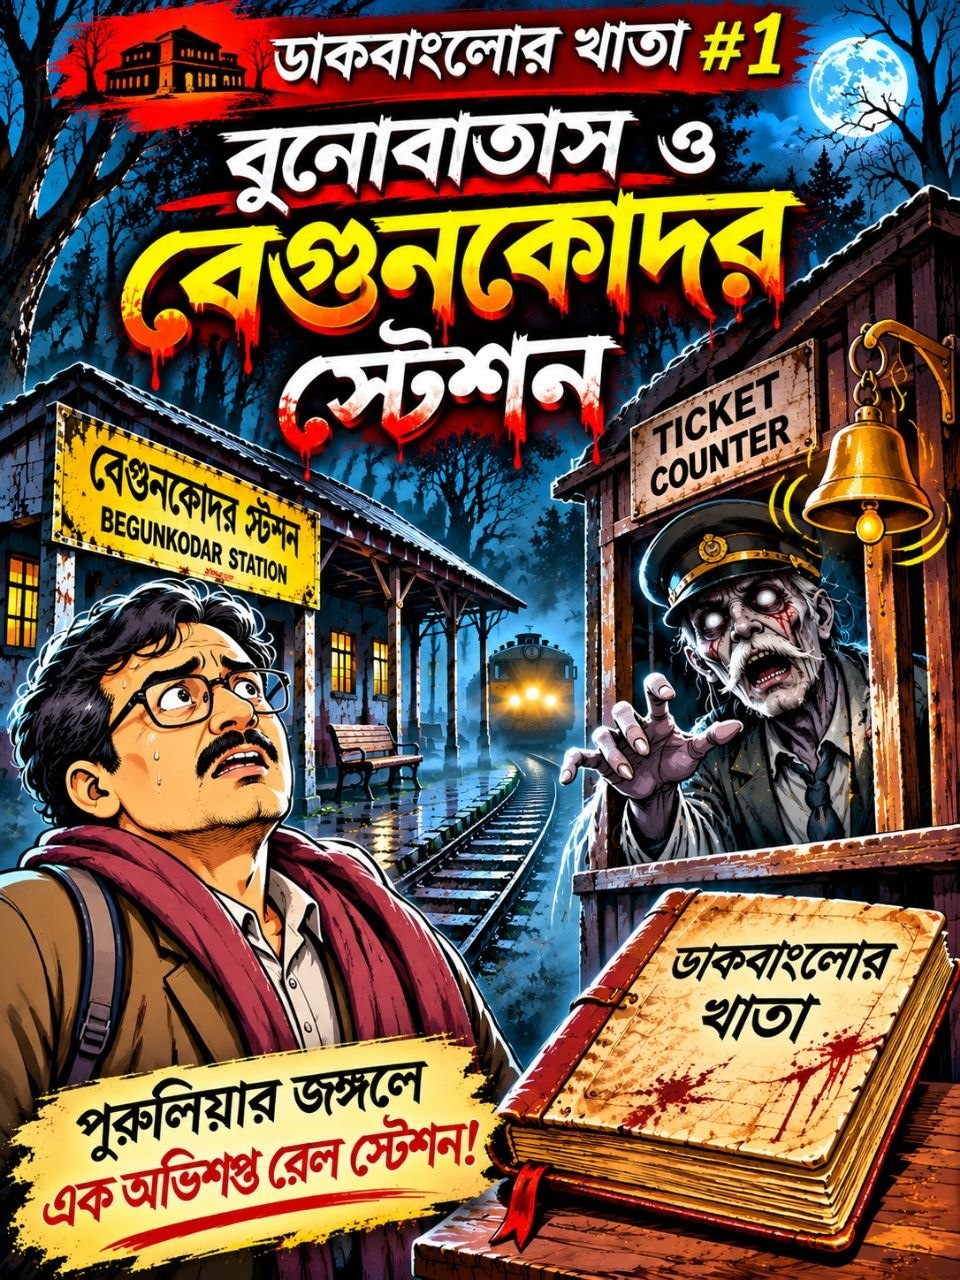 ডাকবাংলোর খাতা #1
বুনোবাতাস ও
বেগুনকোদর
স্টেশন
TICKET
COUNTER
বেগুনকোদর স্টেশন
BEGUNKODAR STATION
ডাকবাংলোর
খাতা
পুরুলিয়ার জঙ্গলে
এক অভিশপ্ত রেল স্টেশন!